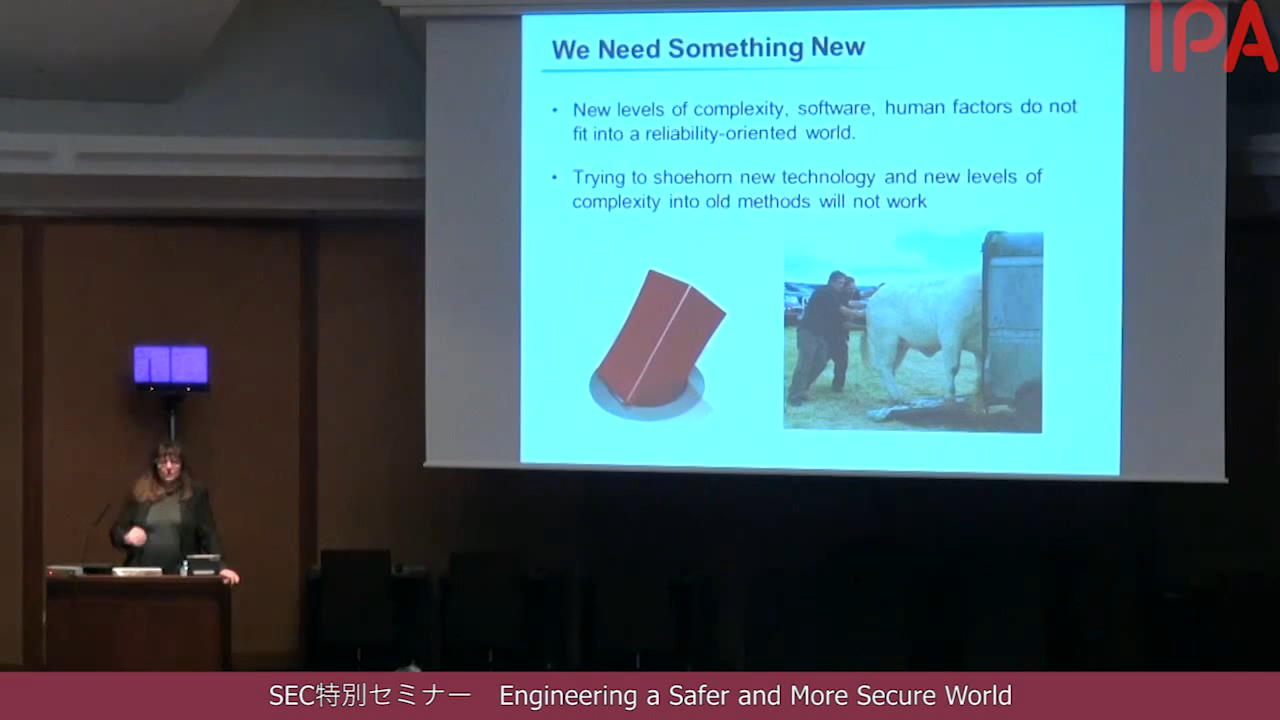 IPA
We Need Something New
• New levels of complexity, software, human factors do not
fit into a reliability-oriented world.
• Trying to shoehorn new technology and new levels of
complexity into old methods will not work
SEC特別セミナー Engineering a Safer and More Secure World